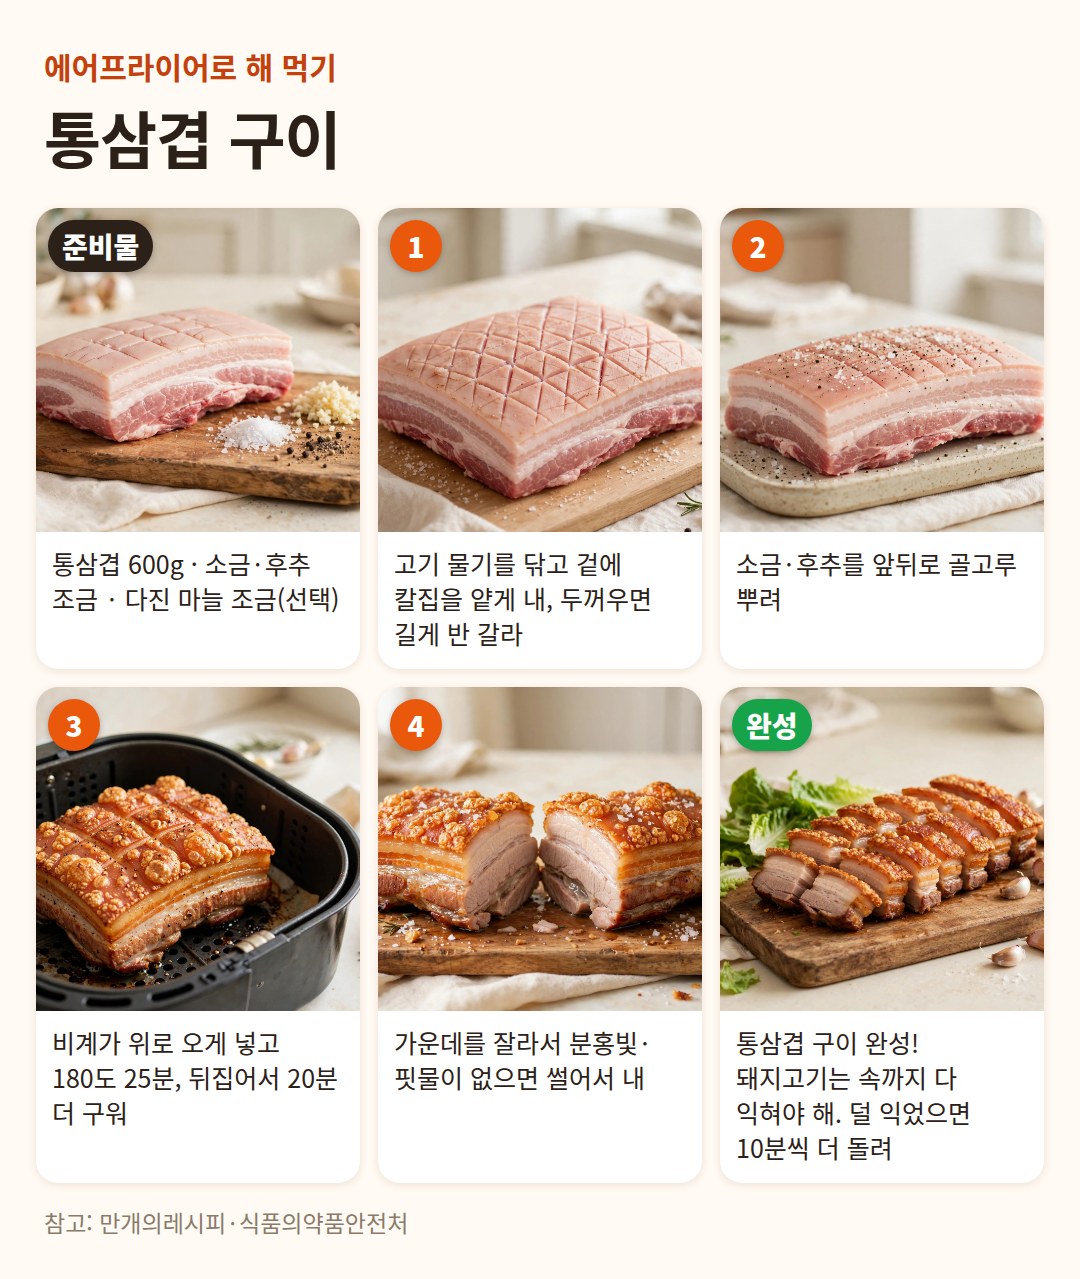 에어프라이어로 해 먹기
통삼겹 구이
준비물
통삼겹 600g · 소금·후추
조금 · 다진 마늘 조금(선택)
1
고기 물기를 닦고 겉에
칼집을 얕게 내, 두꺼우면
길게 반 갈라
2
소금·후추를 앞뒤로 골고루
뿌려
3
비계가 위로 오게 넣고
180도 25분, 뒤집어서 20분
더 구워
4
가운데를 잘라서 분홍빛·
핏물이 없으면 썰어서 내
완성
통삼겹 구이 완성!
돼지고기는 속까지 다
익혀야 해. 덜 익었으면
10분씩 더 돌려
참고: 만개의레시피·식품의약품안전처